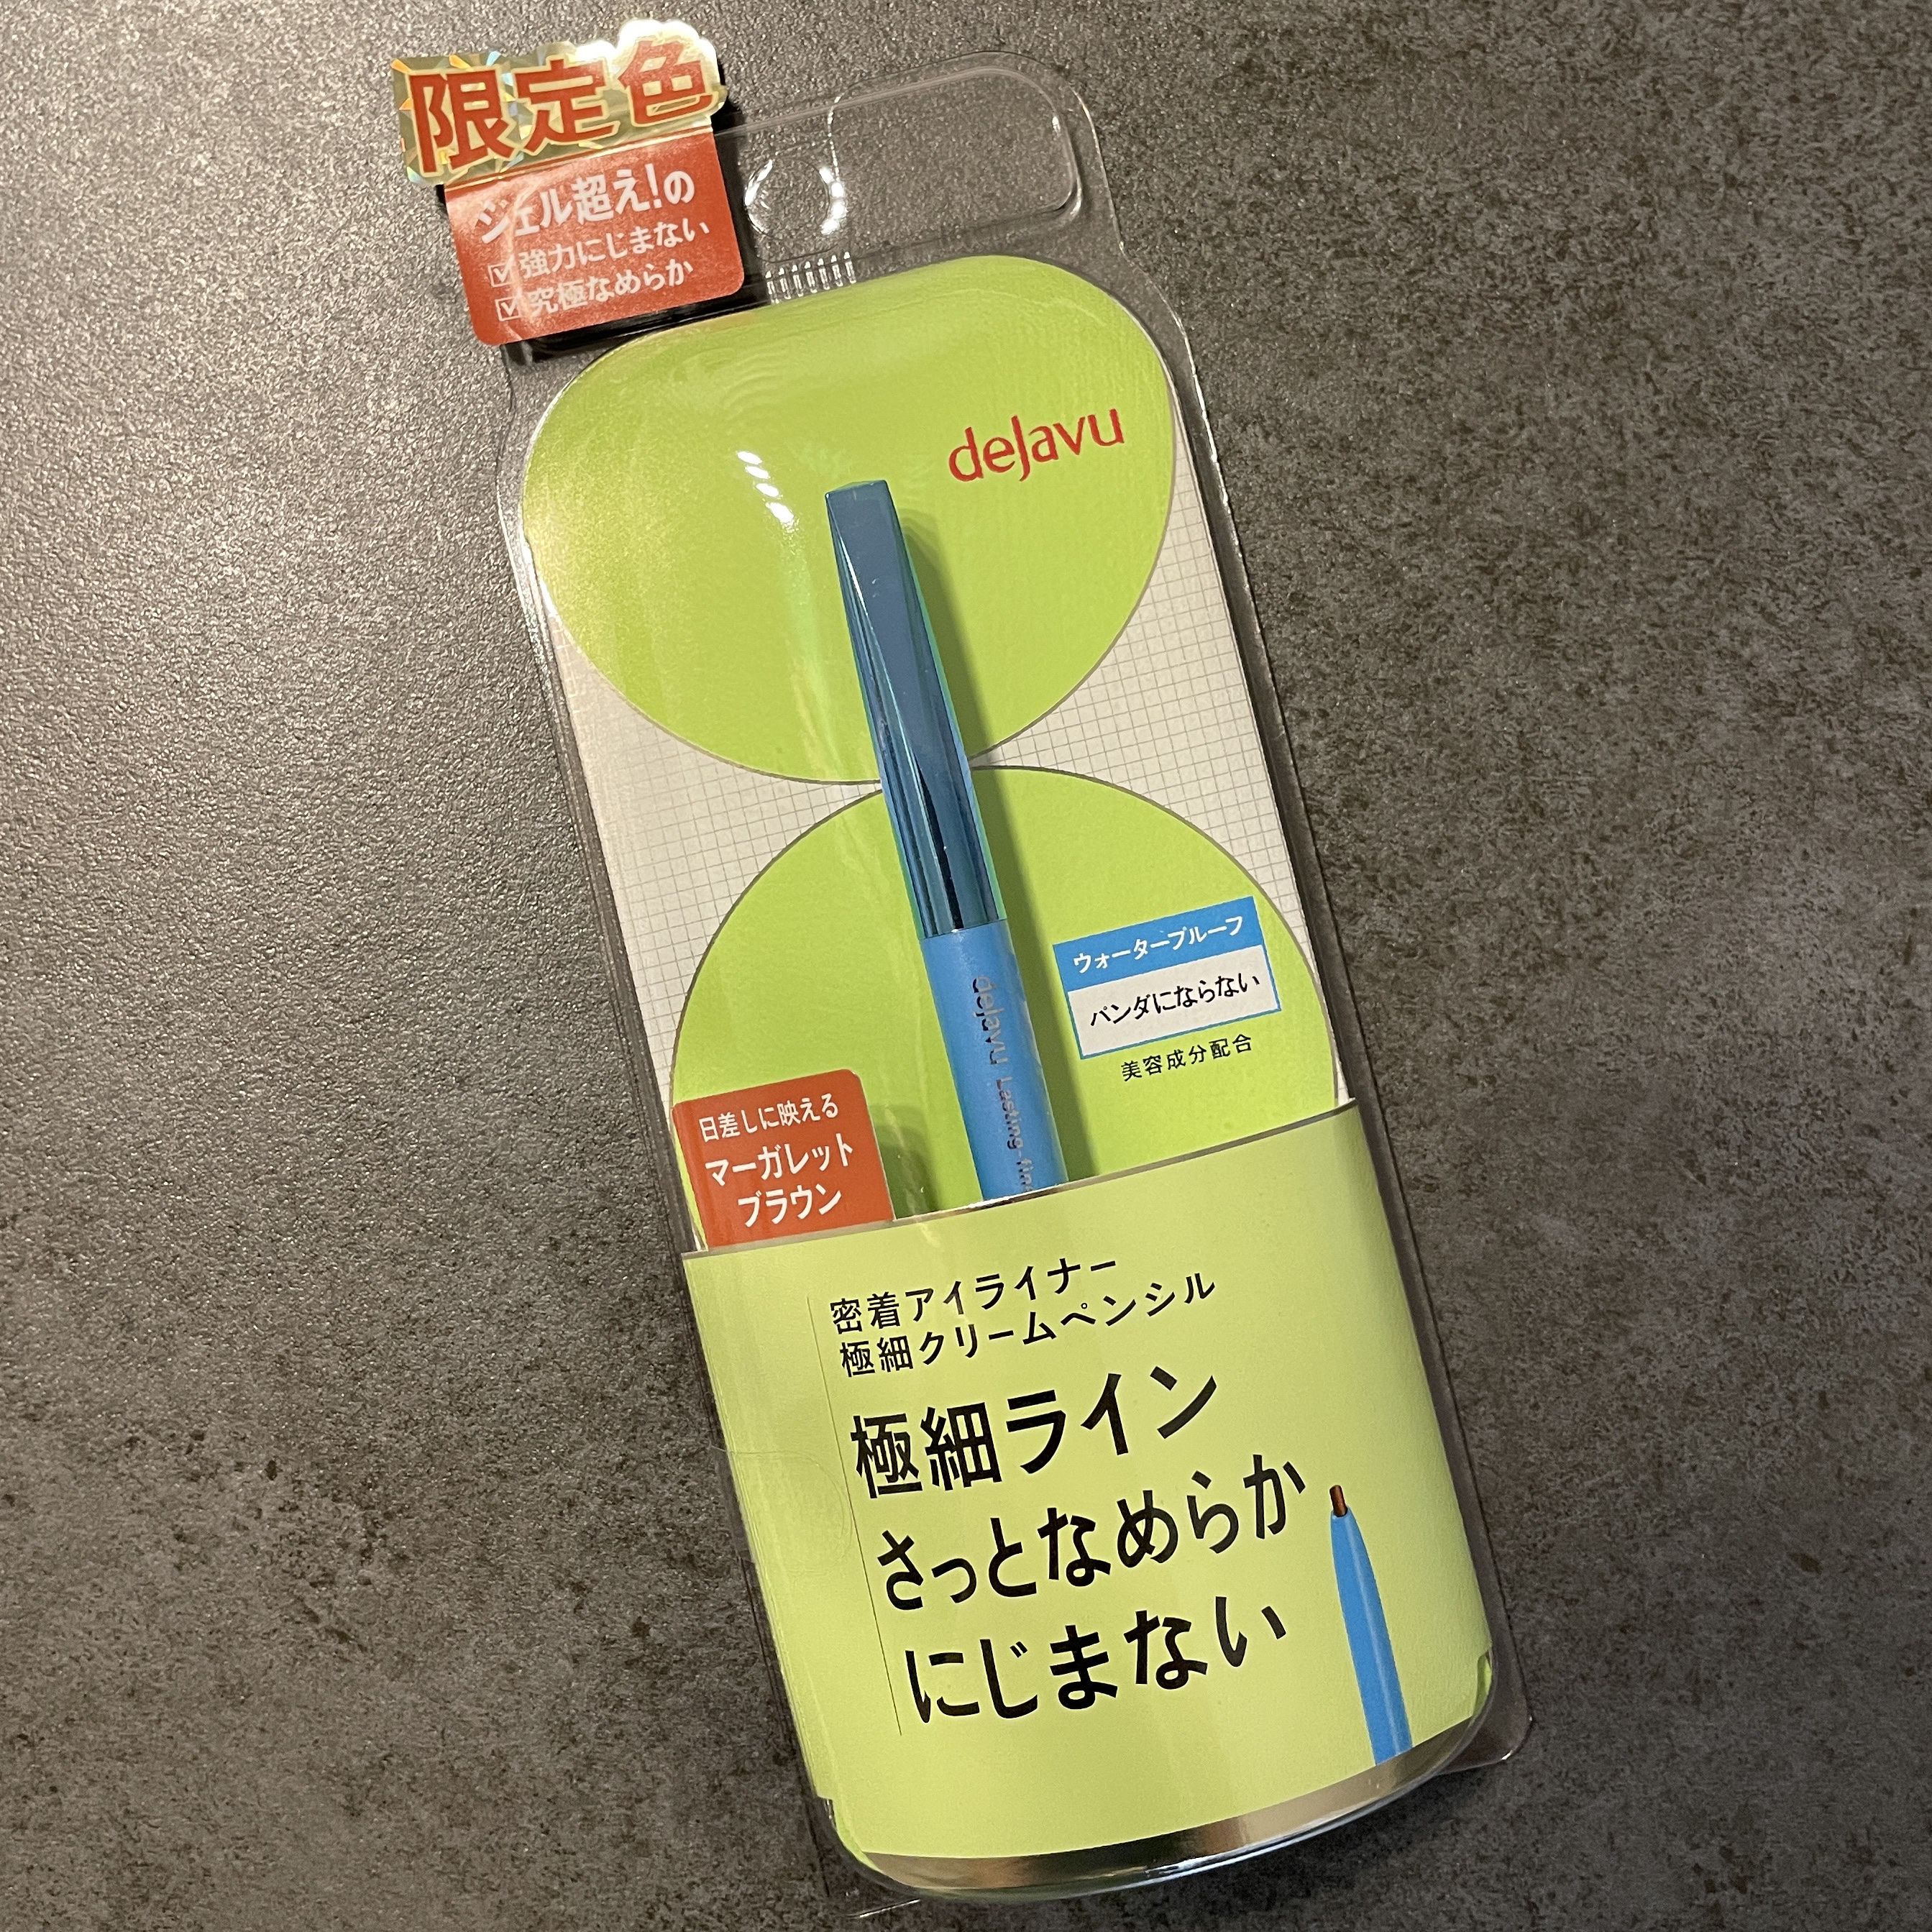 限定色
ジェル超え!の
強力にじまない
究極なめらか
deJavu
deJavu Lasting-fin
ウォータープルーフ
パンダにならない
美容成分配合
日差しに映える
マーガレット
ブラウン
密着アイライナー
極細クリームペンシル
極細ライン
さっとなめらか
にじまない